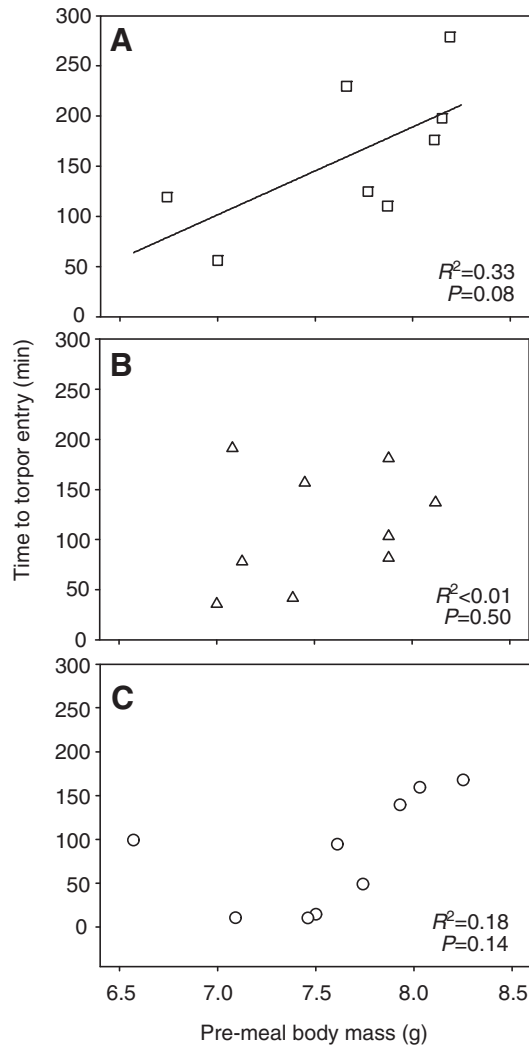 A
300
250
200
150
100
50
0
R²=0.33
P=0.08
B
300
250
200
150
100
50
0
R²<0.01
P=0.50
Time to torpor entry (min)
C
300
250
200
150
100
50
0
R²=0.18
P=0.14
6.5 7.0 7.5 8.0 8.5
Pre-meal body mass (g)